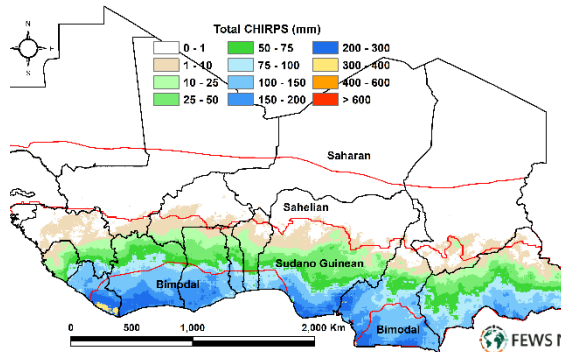 Total CHIRPS (mm)
0 - 1
50 - 75
200 - 300
1 - 10
75 - 100
300 - 400
10 - 25
100 - 150
400 - 600
25 - 50
150 - 200
> 600
N
N
Saharan
Sahelian
Sudano Guinean
Bimodal
Bimodal
0 500 1,000 2,000 Km
FEWS N